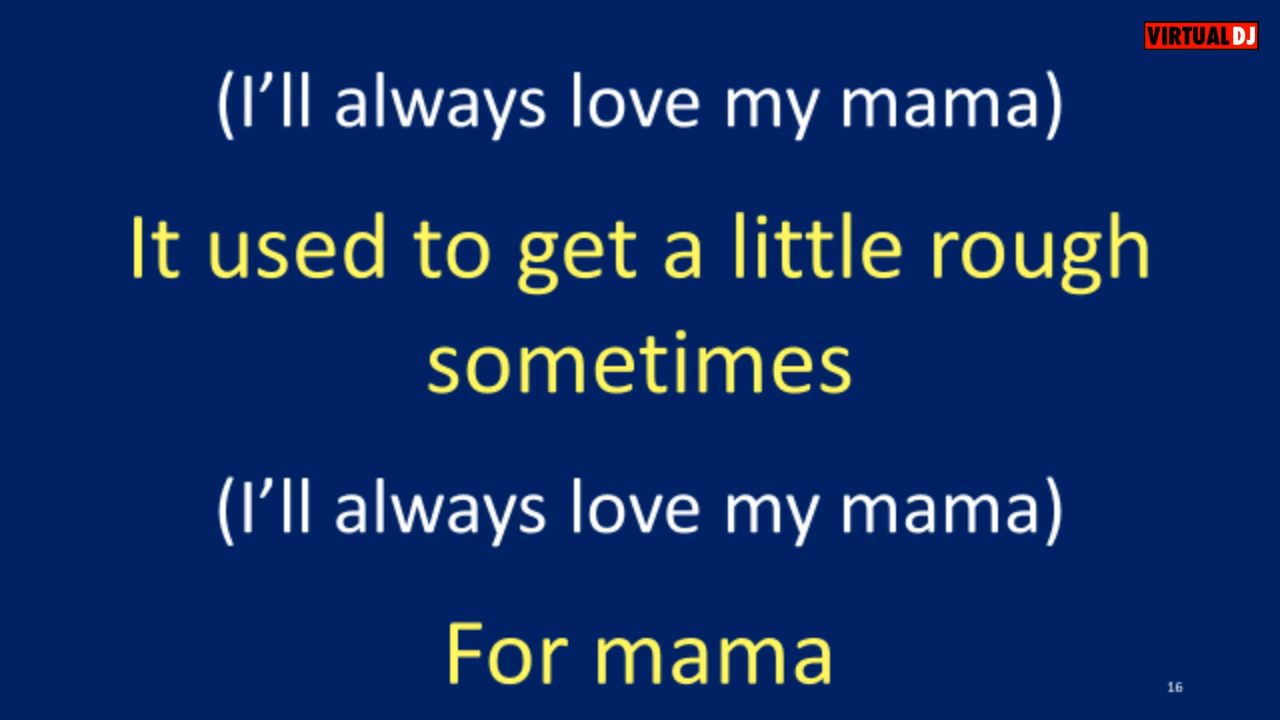 VIRTUAL DJ
(I’ll always love my mama)
It used to get a little rough
sometimes
(I’ll always love my mama)
For mama
16